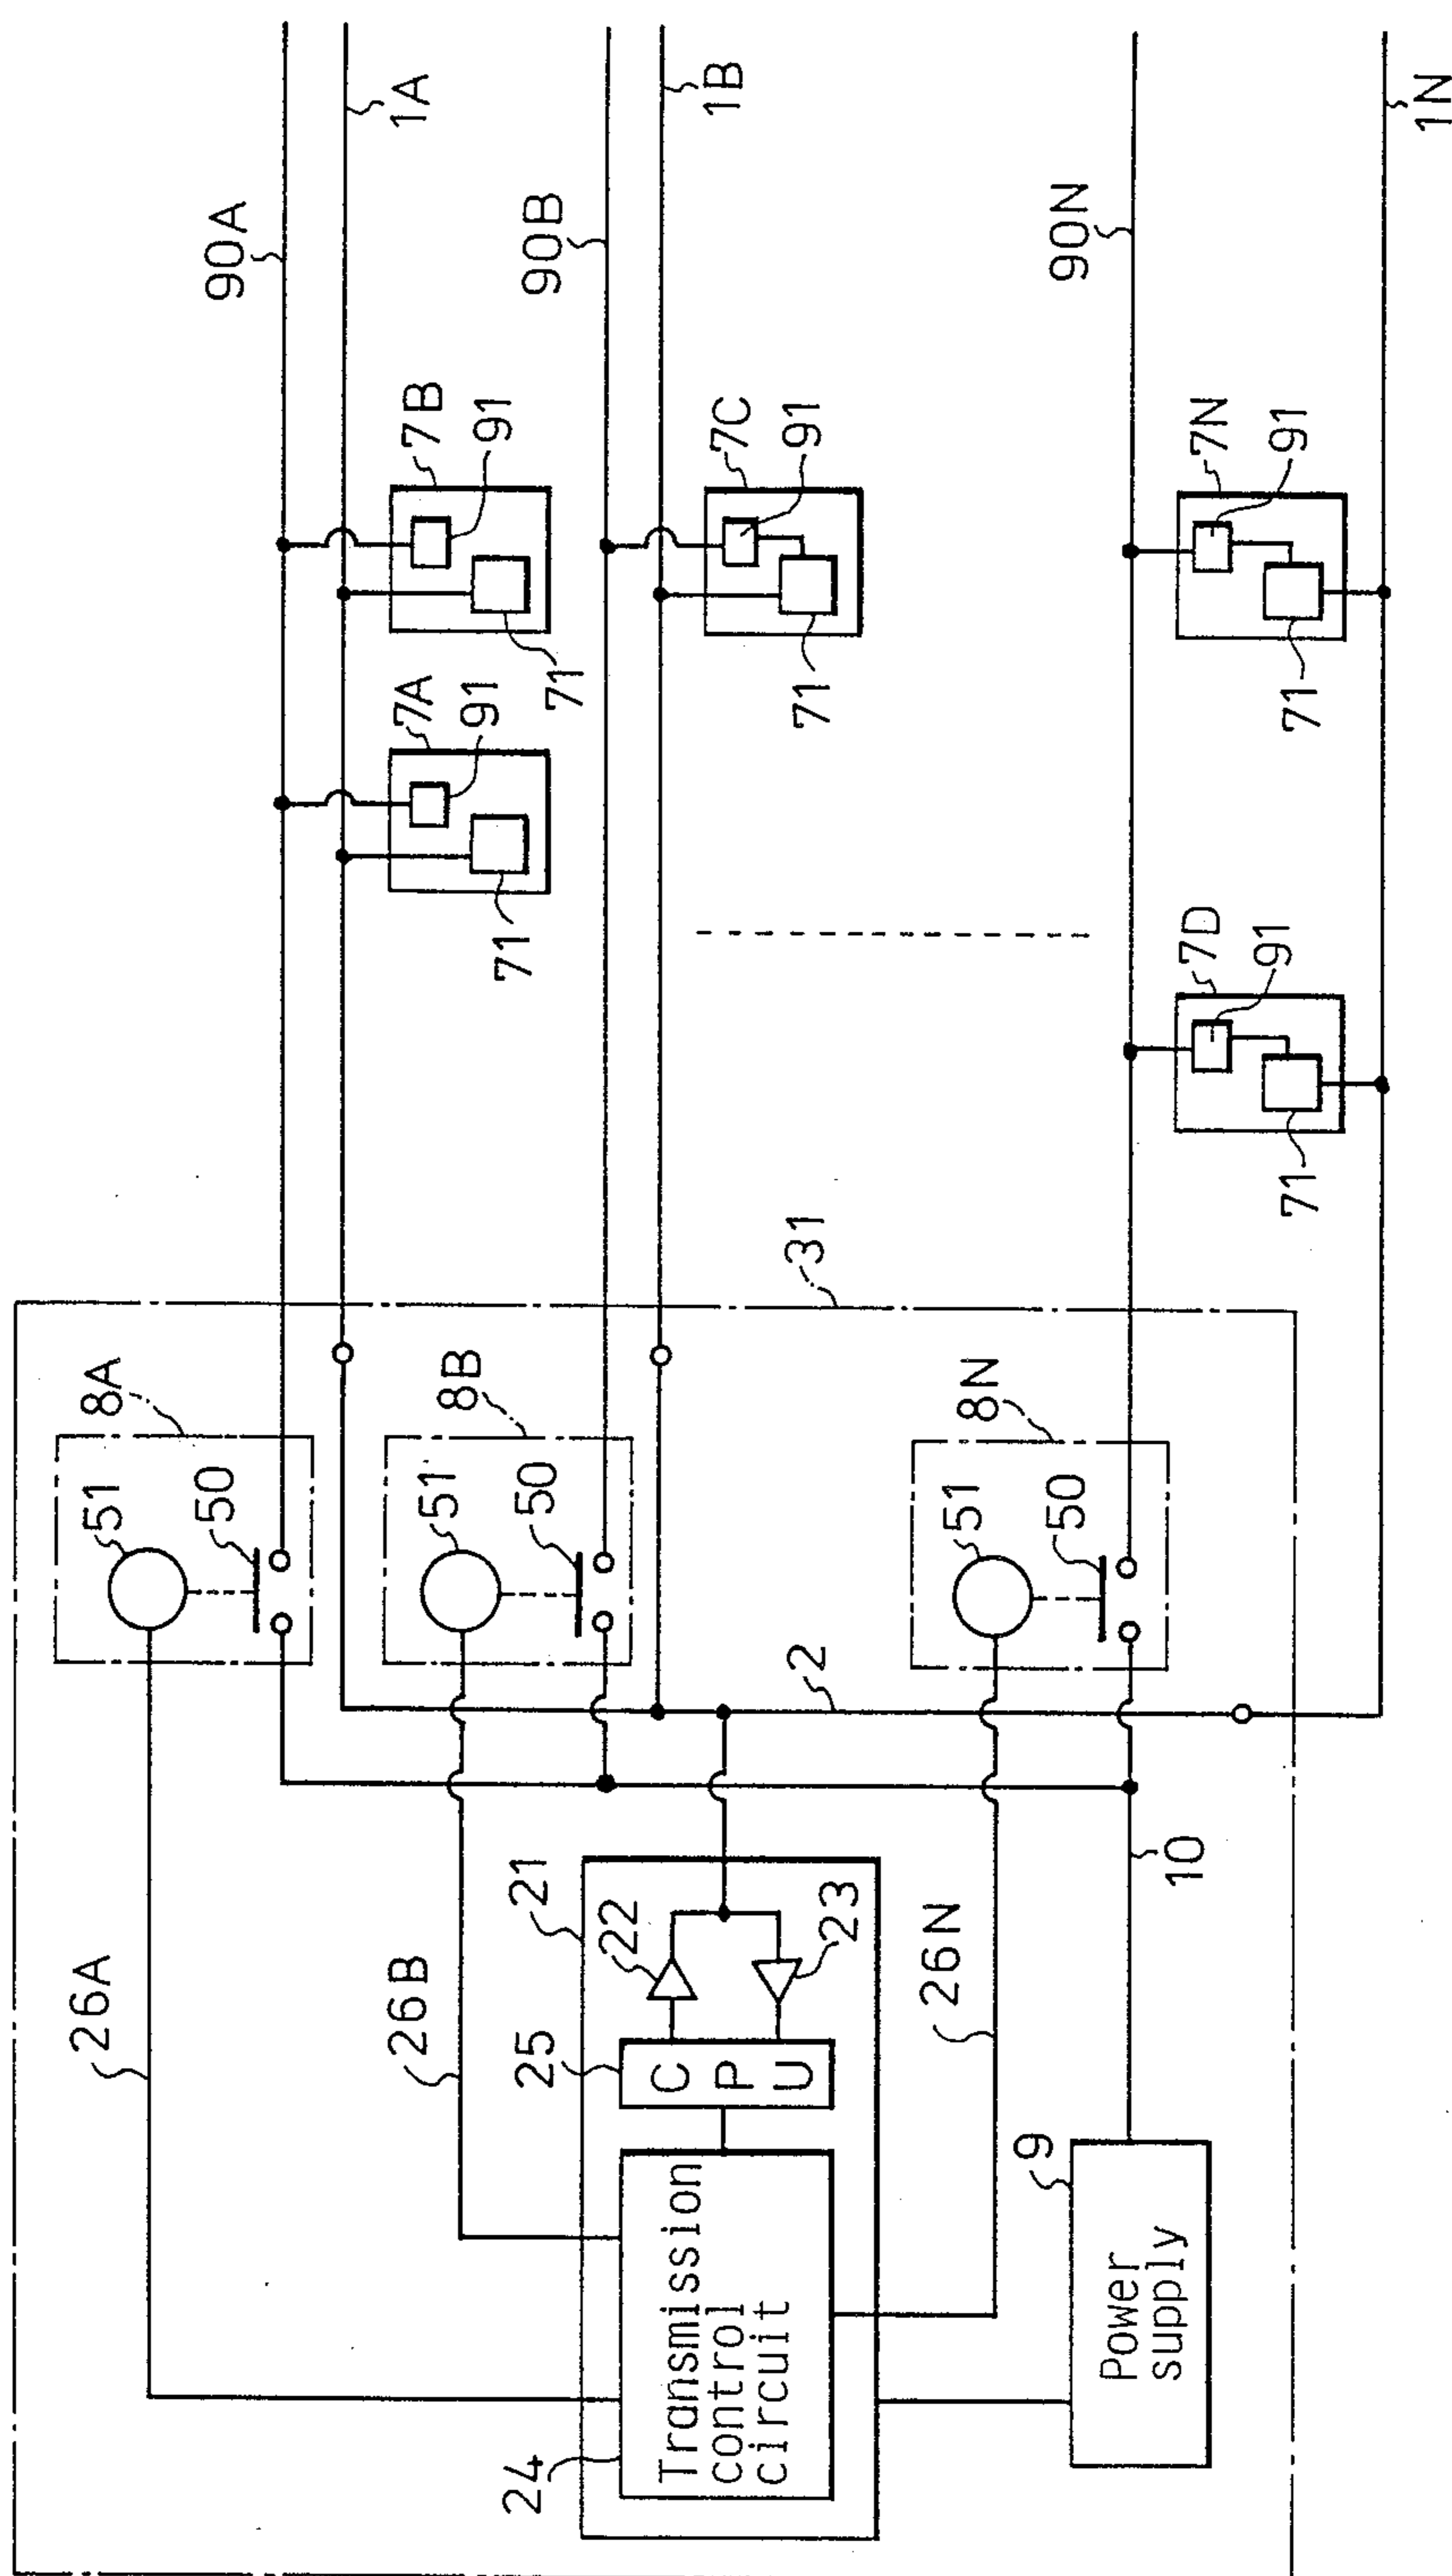 26A
51
8A
50
90A
26B
51
8B
7A
91
7B
91
1A
24
25
21
22
50
71
71
90B
Transmission
control
circuit
C
P
U
23
2
31
71
7C
91
1B
26N
51
8N
9
50
90N
Power
supply
10
7D
91
71
7N
91
71
1N